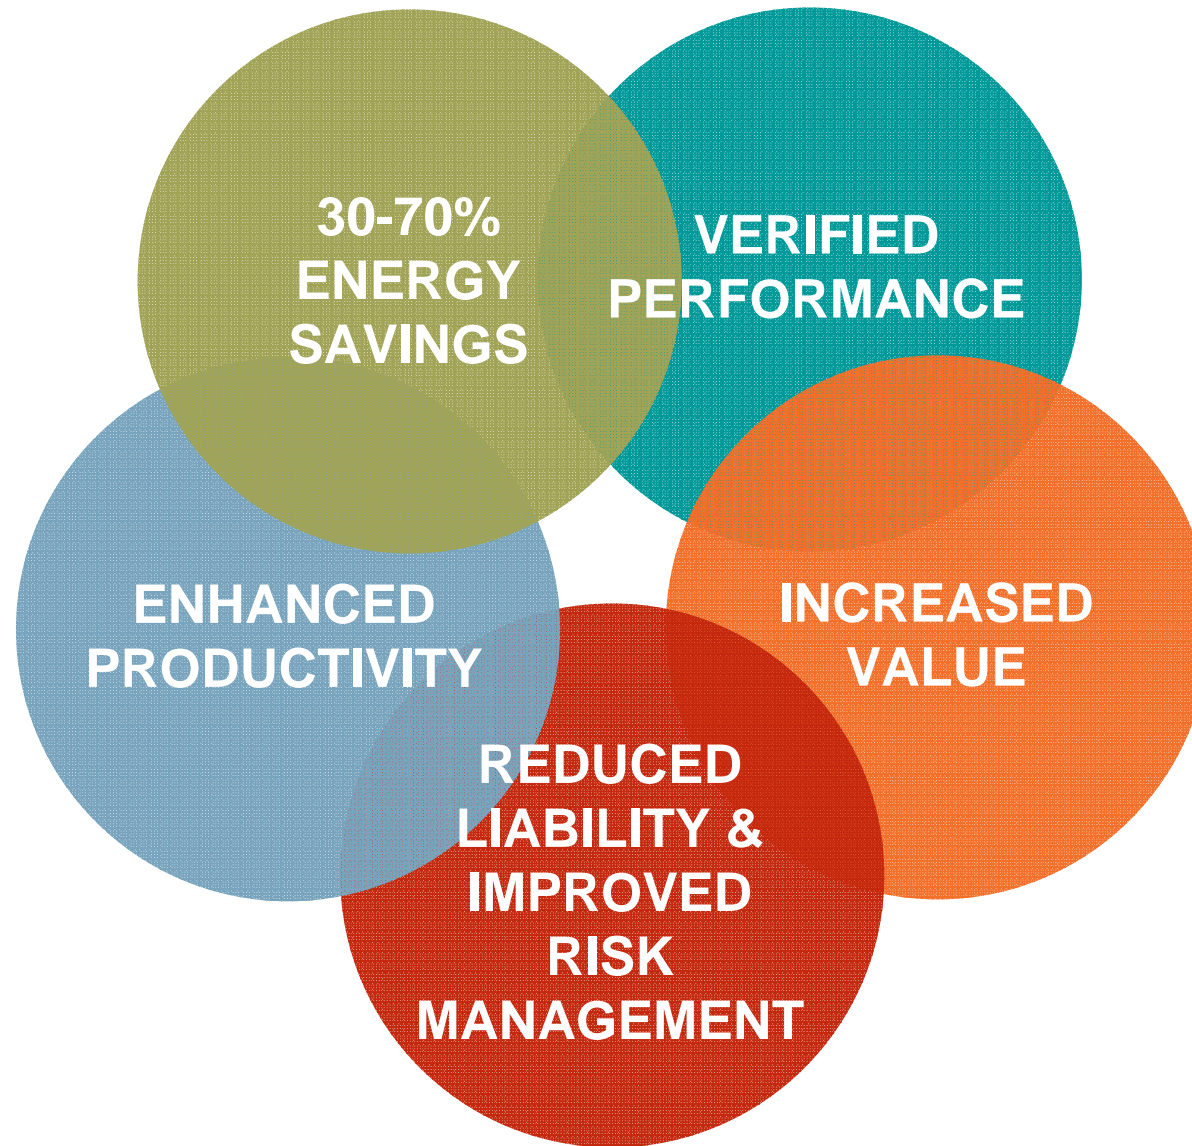 30-70%
ENERGY
SAVINGS
VERIFIED
PERFORMANCE
ENHANCED
PRODUCTIVITY
INCREASED
VALUE
REDUCED
LIABILITY &
IMPROVED
RISK
MANAGEMENT